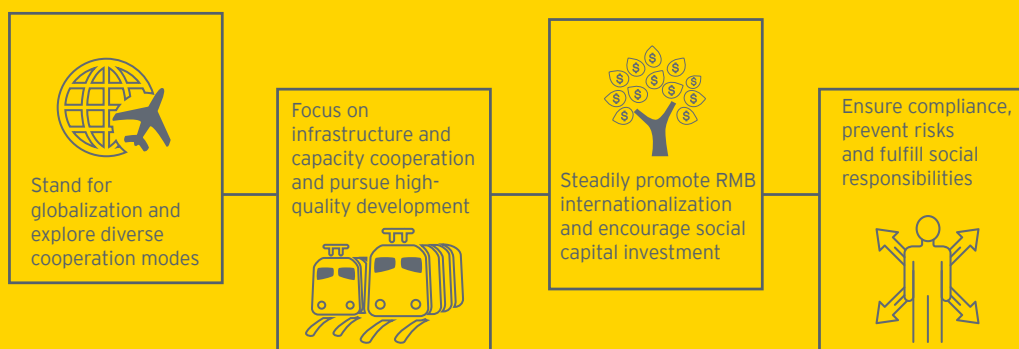 Stand for
globalization and
explore diverse
cooperation modes
Focus on
infrastructure and
capacity cooperation
and pursue high-
quality development
$ $ $ $ $ $ $ $ $ $ $
Steadily promote RMB
internationalization
and encourage social
capital investment
Ensure compliance,
prevent risks
and fulfill social
responsibilities